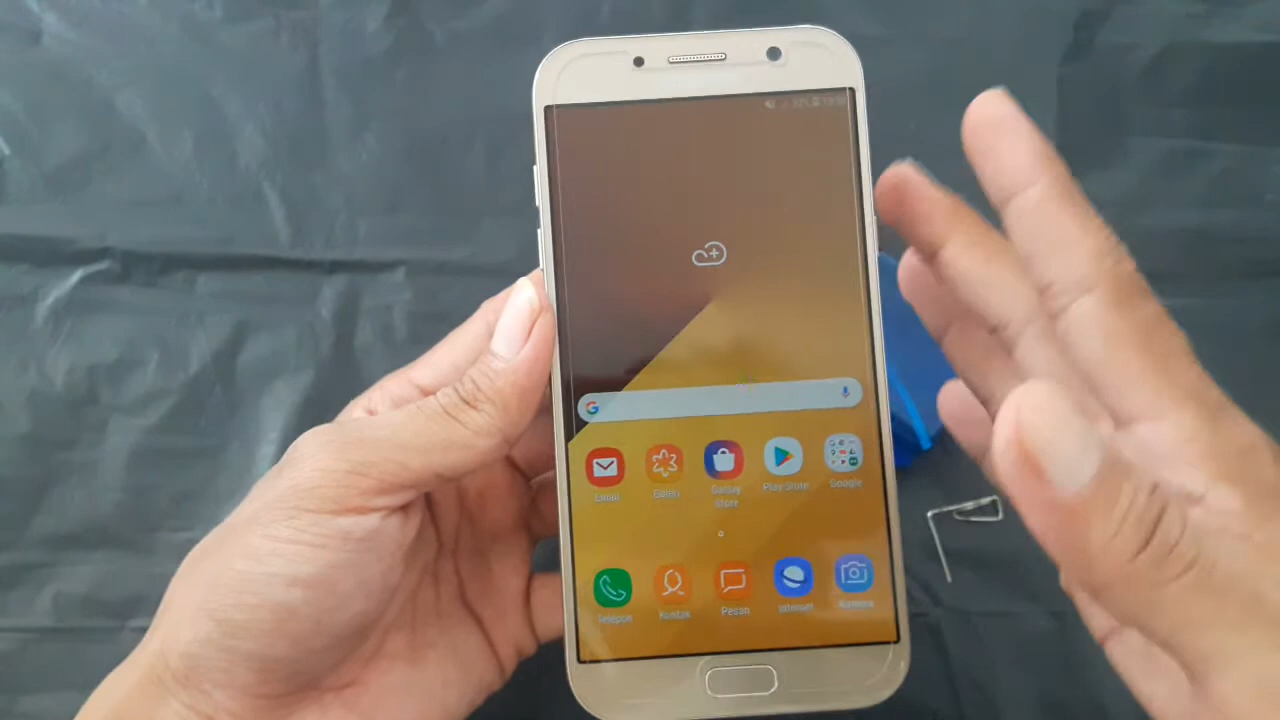 Email
Galeri
Galaxy
Store
Play Store
Google
Telepon
Kontak
Pesan
Internet
Kamera